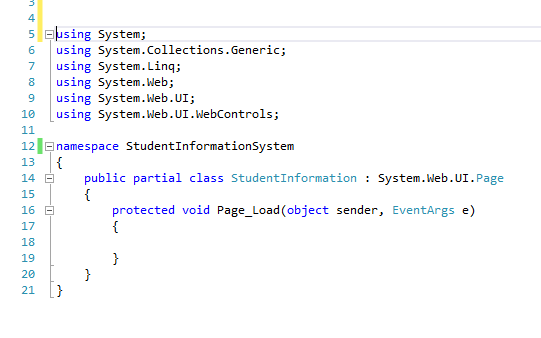 3
4
5 using System;
6 using System.Collections.Generic;
7 using System.Linq;
8 using System.Web;
9 using System.Web.UI;
10 using System.Web.UI.WebControls;
11
12 namespace StudentInformationSystem
13 {
14     public partial class StudentInformation : System.Web.UI.Page
15     {
16         protected void Page_Load(object sender, EventArgs e)
17         {
18
19         }
20     }
21 }